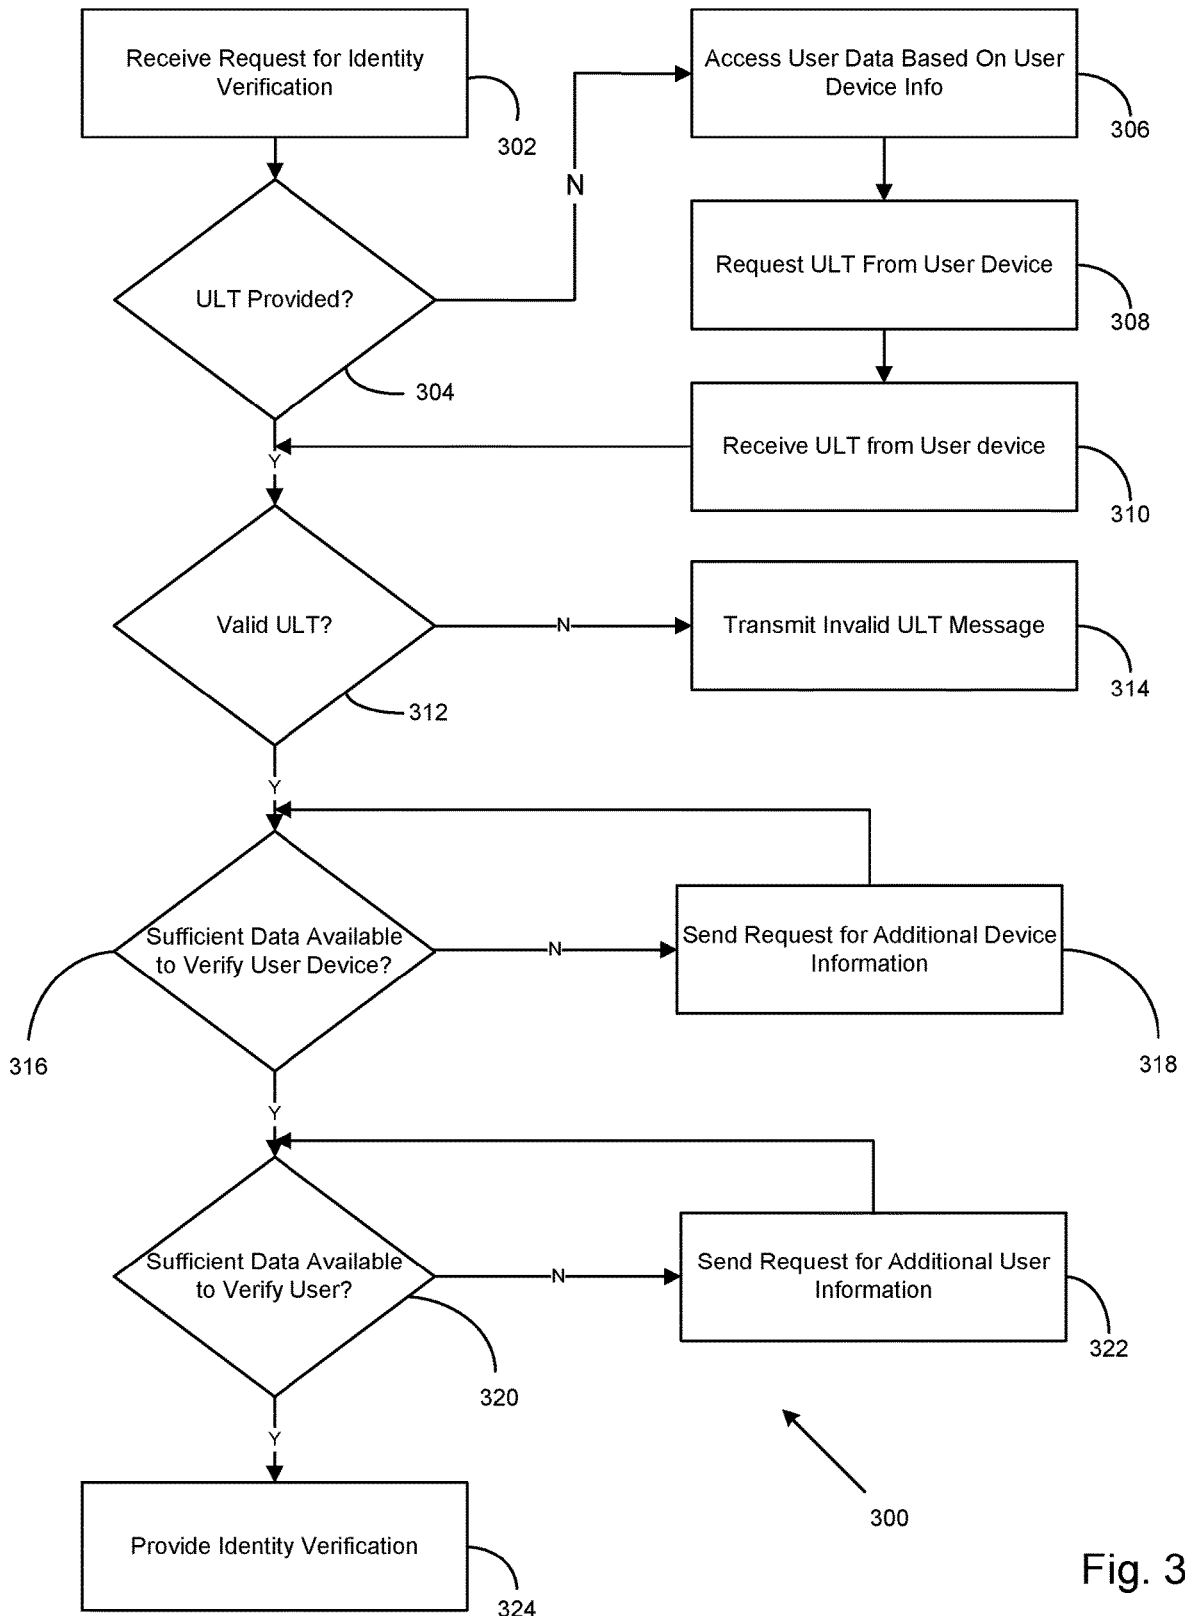 Receive Request for Identity
Verification
302
Access User Data Based On User
Device Info
306
N
Request ULT From User Device
308
ULT Provided?
304
Receive ULT from User device
310
Y
Valid ULT?
312
N
Transmit Invalid ULT Message
314
Y
Sufficient Data Available
to Verify User Device?
316
N
Send Request for Additional Device
Information
318
Y
Sufficient Data Available
to Verify User?
320
N
Send Request for Additional User
Information
322
Y
Provide Identity Verification
324
300
Fig. 3